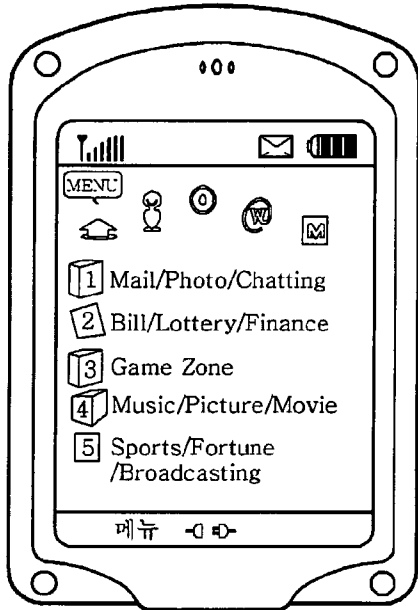 MENU
W
M
1 Mail/Photo/Chatting
2 Bill/Lottery/Finance
3 Game Zone
4 Music/Picture/Movie
5 Sports/Fortune
/Broadcasting
메뉴